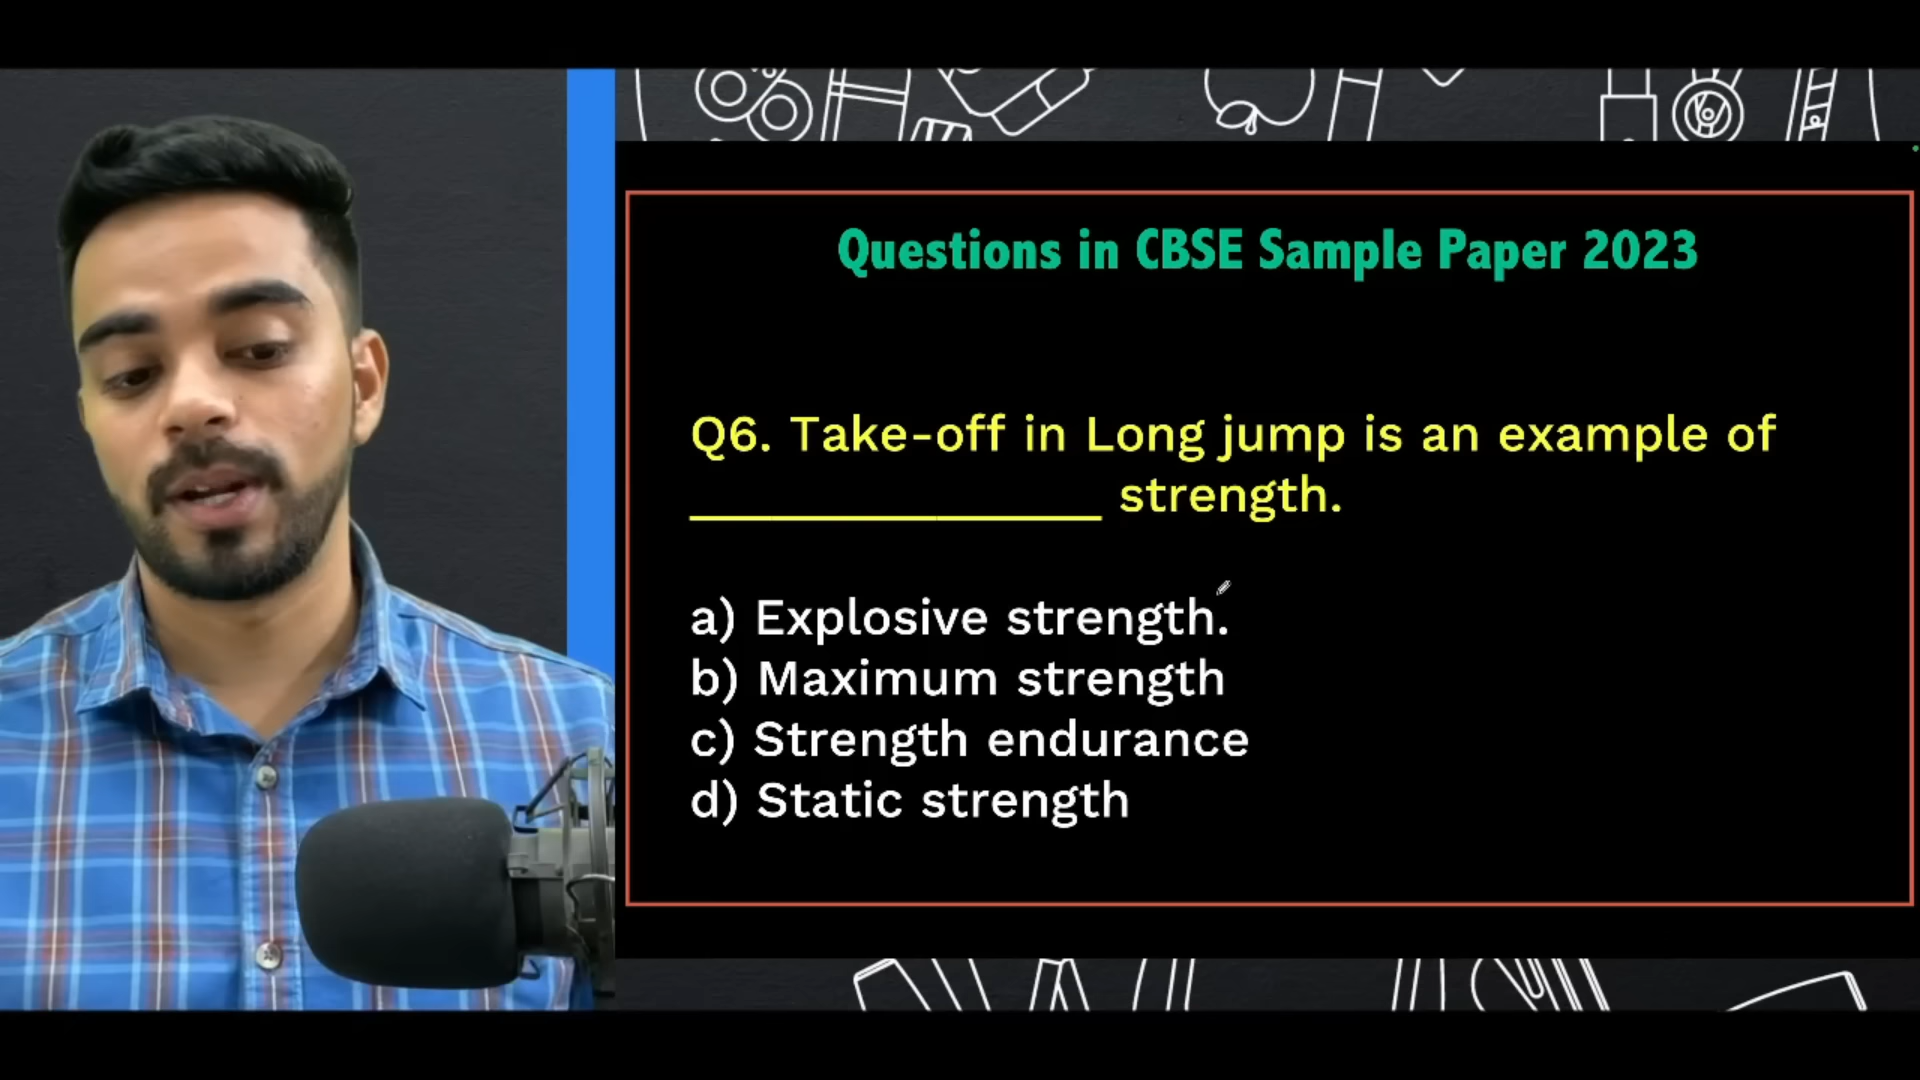 Questions in CBSE Sample Paper 2023
Q6. Take-off in Long jump is an example of
_______________ strength.
a) Explosive strength.
b) Maximum strength
c) Strength endurance
d) Static strength